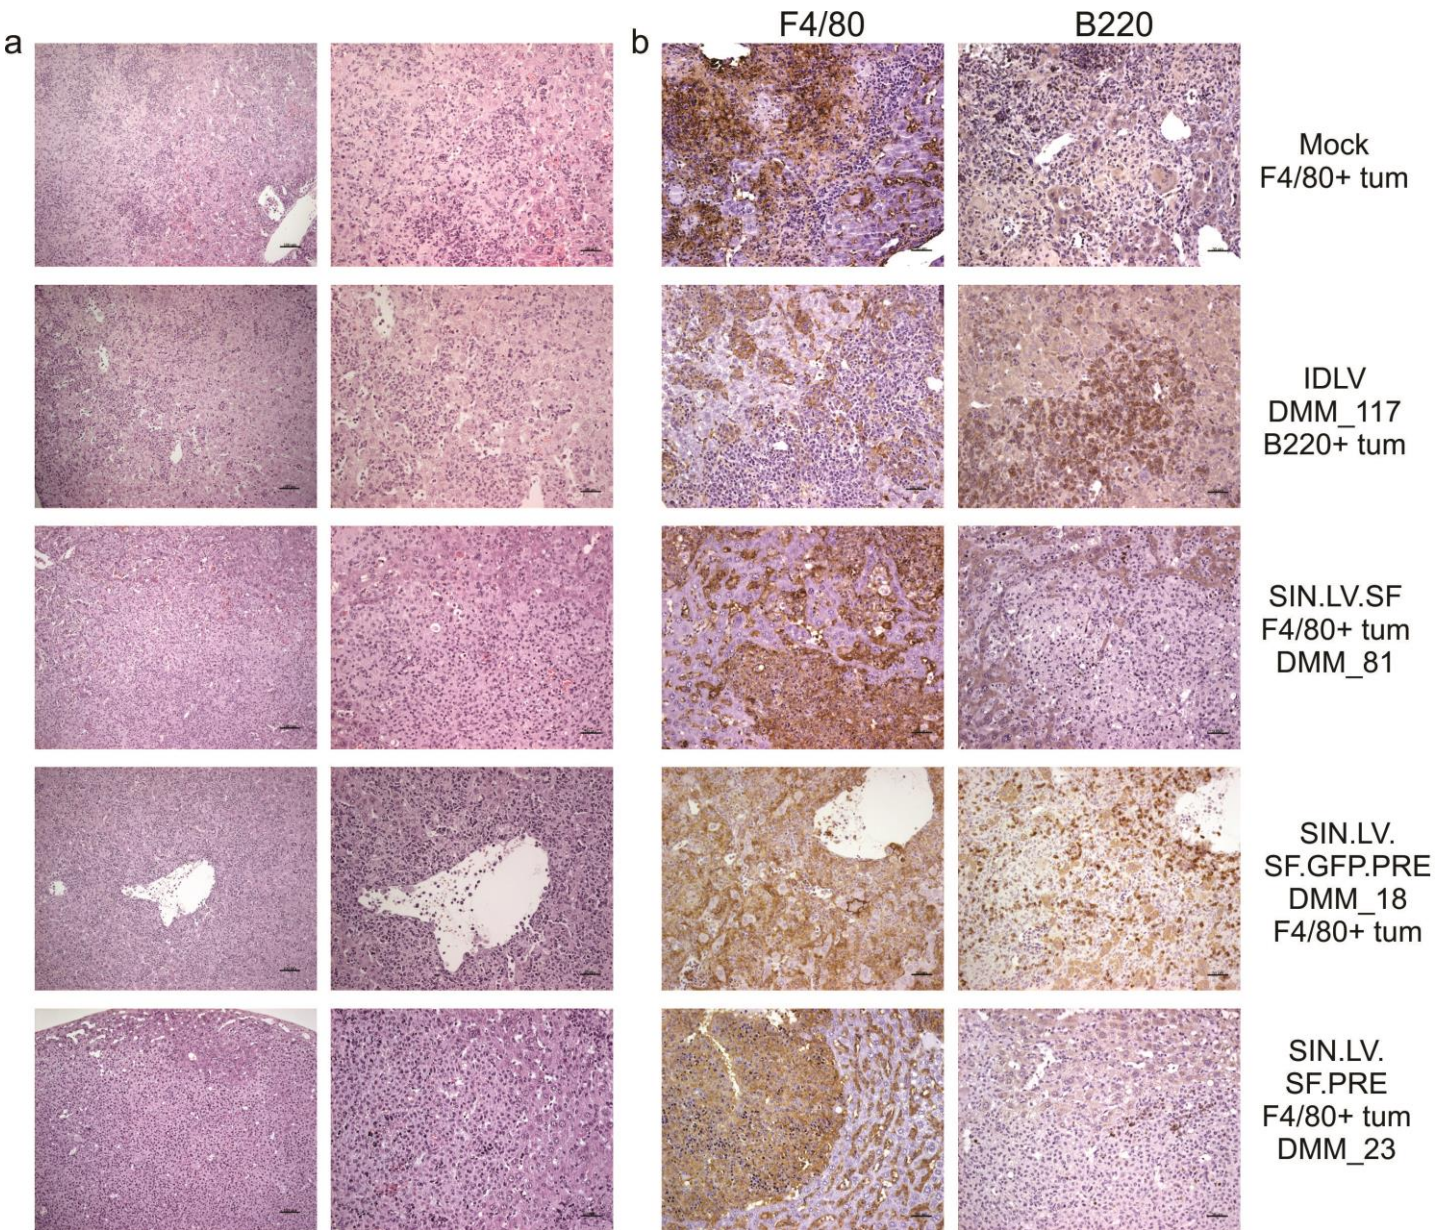 a
b
F4/80
B220
Mock
F4/80+ tum
IDLV
DMM_117
B220+ tum
SIN.LV.SF
F4/80+ tum
DMM_81
SIN.LV.
SF.GFP.PRE
DMM_18
F4/80+ tum
SIN.LV.
SF.PRE
F4/80+ tum
DMM_23